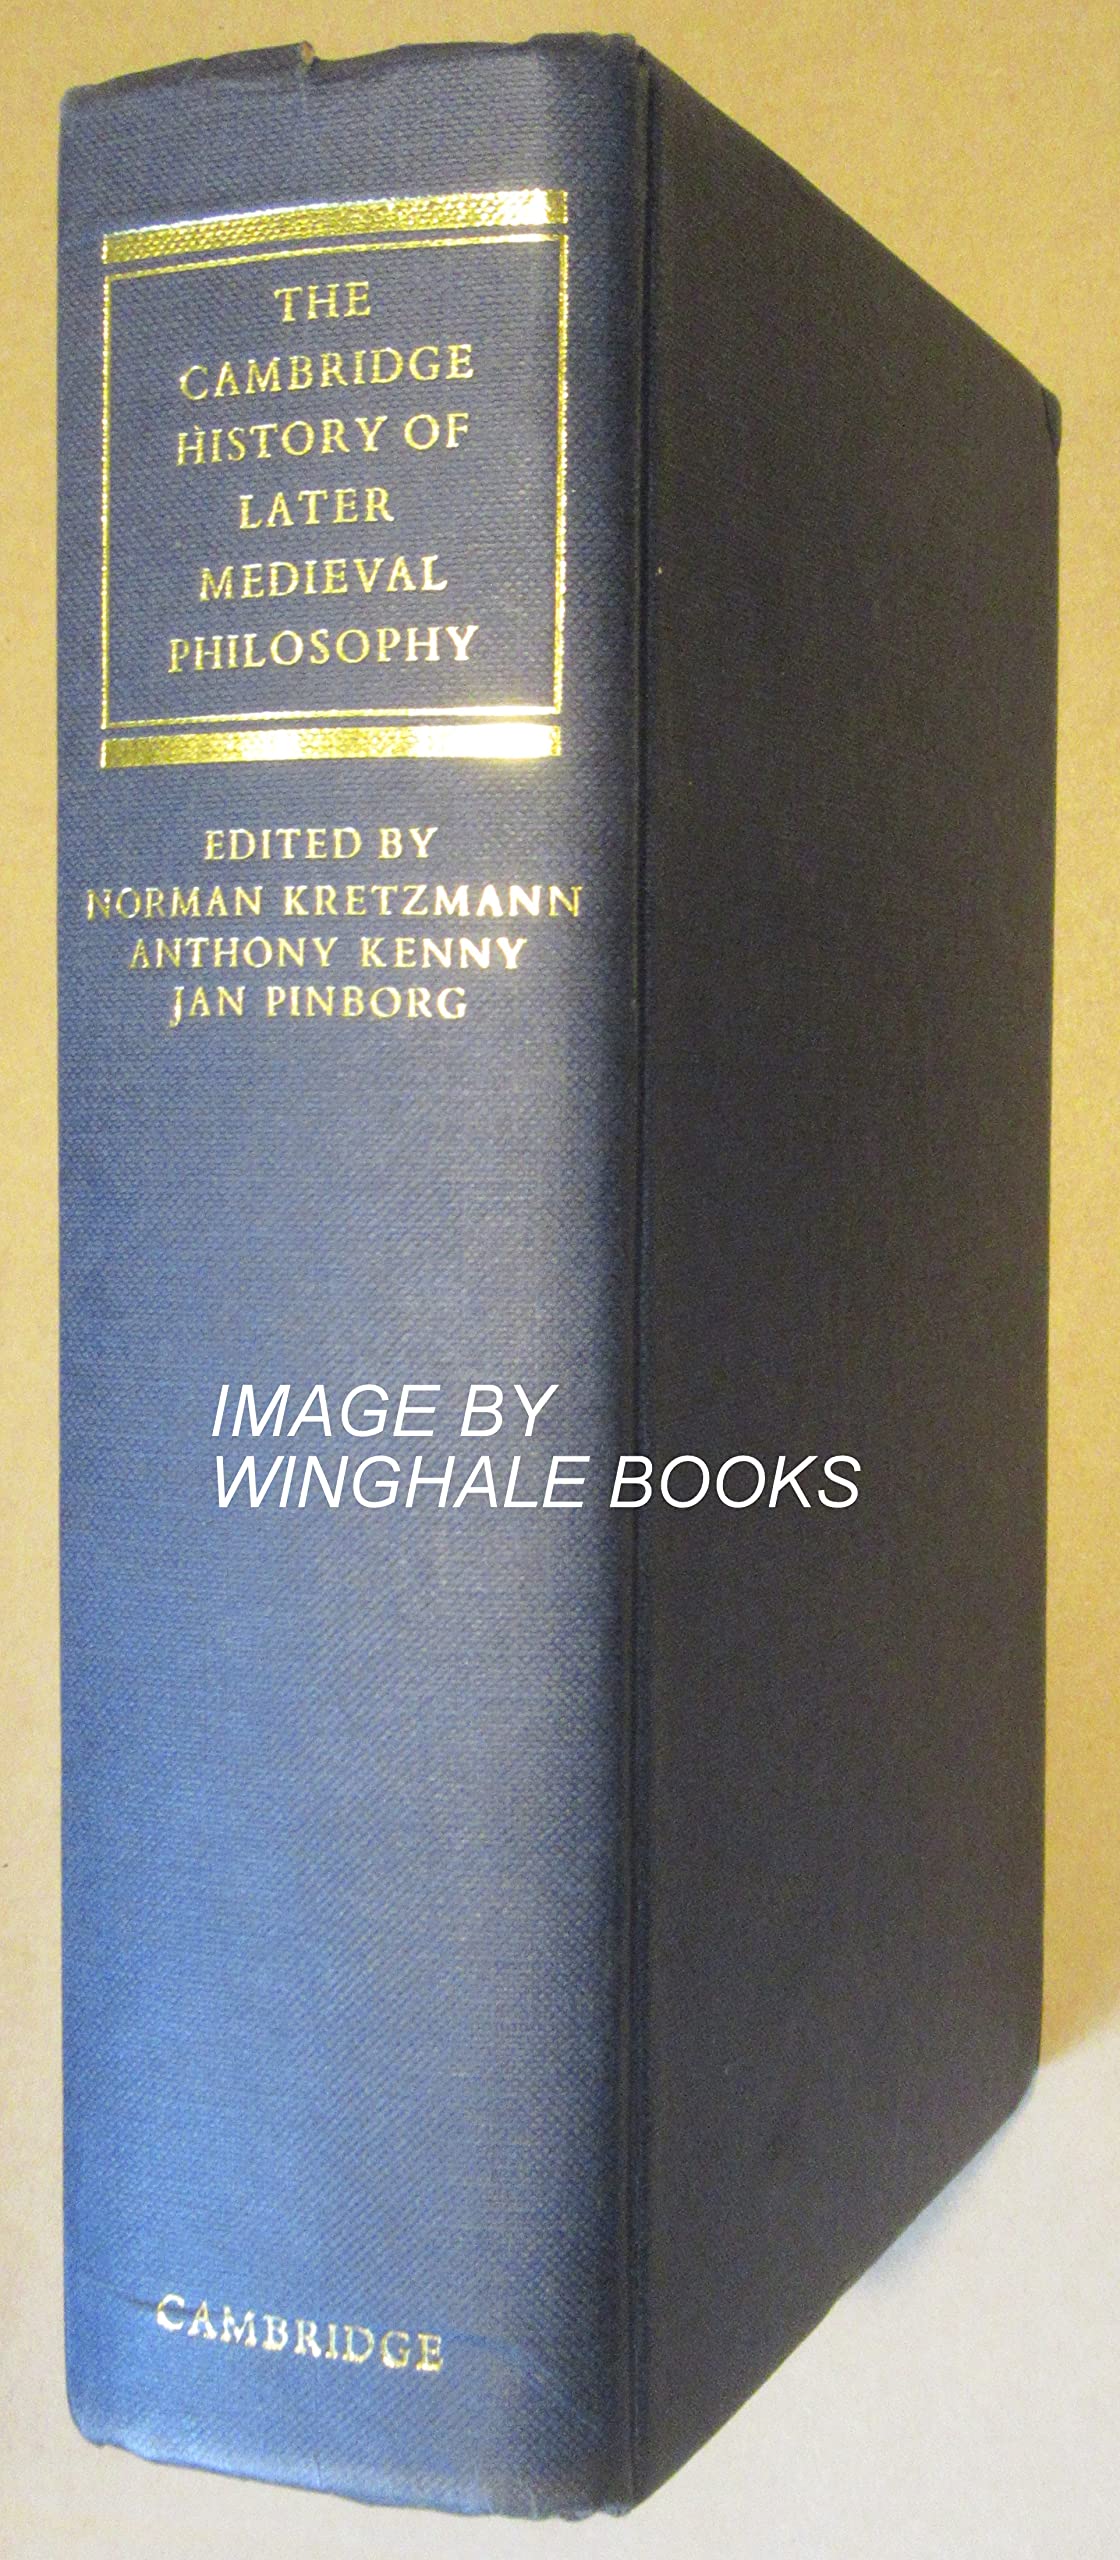 THE
CAMBRIDGE
HISTORY OF
LATER
MEDIEVAL
PHILOSOPHY
EDITED BY
NORMAN KRETZMANN
ANTHONY KENNY
JAN PINBORG
IMAGE BY
WINGHALE BOOKS
CAMBRIDGE